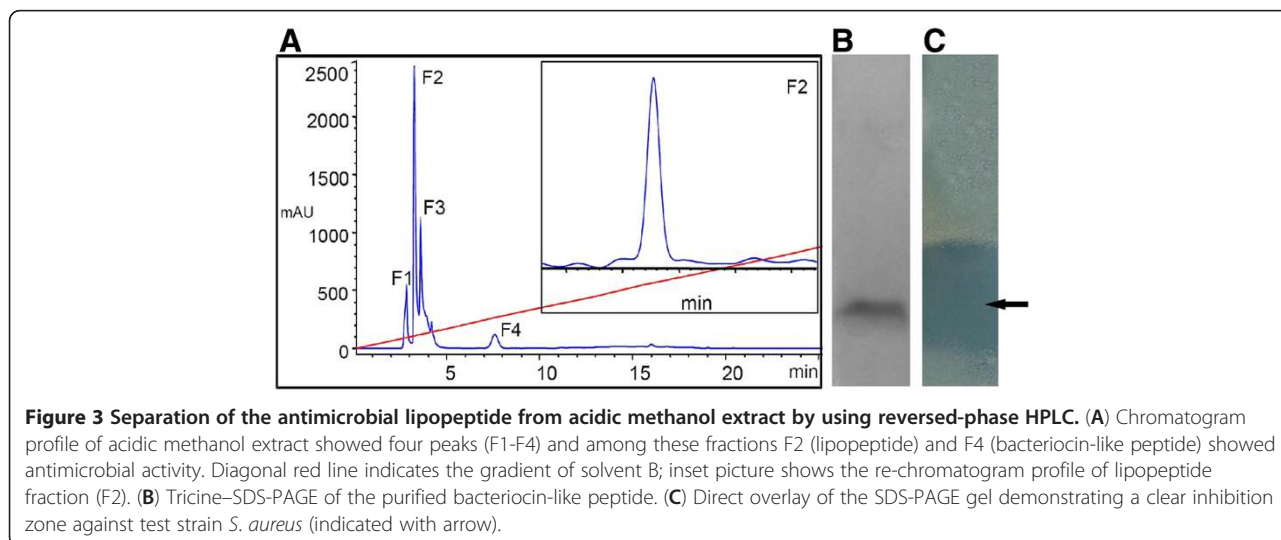 A
B
C
2500
2000
1500
mAU
1000
500
0
F1
F2
F3
F4
5
10
15
20
min
F2
min
Figure 3 Separation of the antimicrobial lipopeptide from acidic methanol extract by using reversed-phase HPLC. (A) Chromatogram
profile of acidic methanol extract showed four peaks (F1-F4) and among these fractions F2 (lipopeptide) and F4 (bacteriocin-like peptide) showed
antimicrobial activity. Diagonal red line indicates the gradient of solvent B; inset picture shows the re-chromatogram profile of lipopeptide
fraction (F2). (B) Tricine–SDS-PAGE of the purified bacteriocin-like peptide. (C) Direct overlay of the SDS-PAGE gel demonstrating a clear inhibition
zone against test strain S. aureus (indicated with arrow).